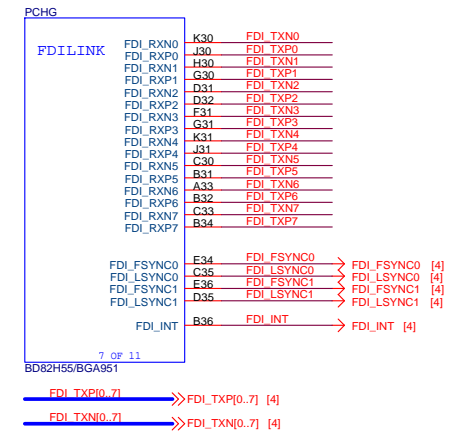 PCHG
FDILINK
FDI_RXN0 K30 FDI_TXN0
FDI_RXP0 J30 FDI_TXP0
FDI_RXN1 H30 FDI_TXN1
FDI_RXP1 G30 FDI_TXP1
FDI_RXN2 D31 FDI_TXN2
FDI_RXP2 D32 FDI_TXP2
FDI_RXN3 F31 FDI_TXN3
FDI_RXP3 G31 FDI_TXP3
FDI_RXN4 K31 FDI_TXN4
FDI_RXP4 J31 FDI_TXP4
FDI_RXN5 C30 FDI_TXN5
FDI_RXP5 B31 FDI_TXP5
FDI_RXN6 A33 FDI_TXN6
FDI_RXP6 B32 FDI_TXP6
FDI_RXN7 C33 FDI_TXN7
FDI_RXP7 B34 FDI_TXP7
FDI_FSYNC0 E34 FDI_FSYNC0 FDI_FSYNC0 [4]
FDI_LSYNC0 C35 FDI_LSYNC0 FDI_LSYNC0 [4]
FDI_FSYNC1 E36 FDI_FSYNC1 FDI_FSYNC1 [4]
FDI_LSYNC1 D35 FDI_LSYNC1 FDI_LSYNC1 [4]
FDI_INT B36 FDI_INT FDI_INT [4]
7 OF 11
BD82H55/BGA951
FDI_TXP[0..7] FDI_TXP[0..7] [4]
FDI_TXN[0..7] FDI_TXN[0..7] [4]